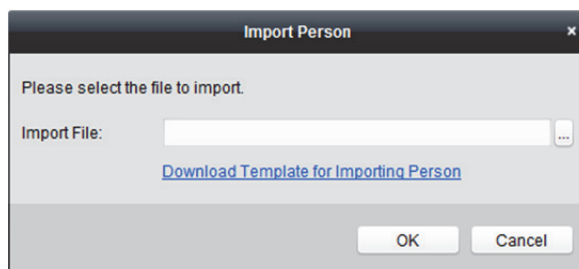 Import Person
×
Please select the file to import.
Import File:
...
Download Template for Importing Person
OK Cancel